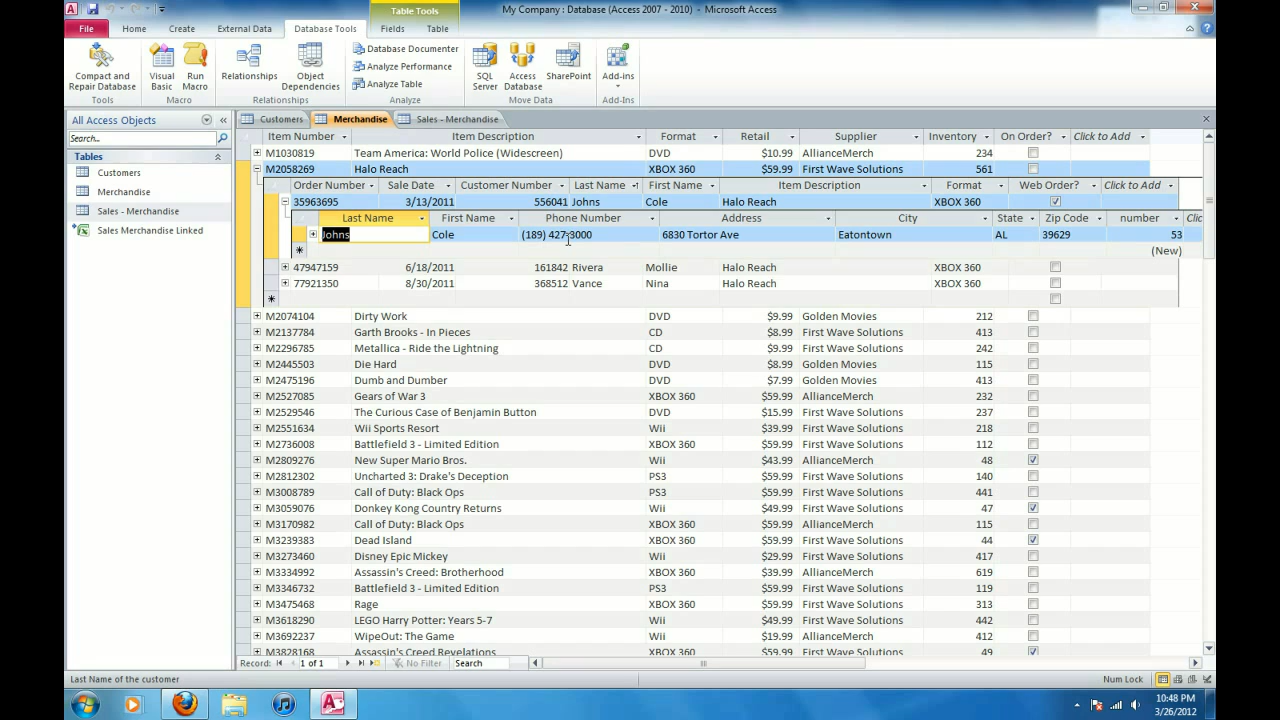 Table Tools
My Company : Database (Access 2007 - 2010) - Microsoft Access
File Home Create External Data Database Tools Fields Table
Compact and Repair Database
Visual Basic
Run Macro
Relationships
Object Dependencies
Database Documenter
Analyze Performance
Analyze Table
SQL Server
Access Database
SharePoint
Add-ins
Tools Macro Relationships Analyze Move Data Add-Ins
All Access Objects
Search...
Tables
Customers
Merchandise
Sales - Merchandise
Sales Merchandise Linked
Customers Merchandise Sales - Merchandise
Item Number Item Description Format Retail Supplier Inventory On Order? Click to Add
M1030819 Team America: World Police (Widescreen) DVD $10.99 AllianceMerch 234
M2058269 Halo Reach XBOX 360 $59.99 First Wave Solutions 561
Order Number Sale Date Customer Number Last Name First Name Item Description Format Web Order? Click to Add
35963695 3/13/2011 556041 Johns Cole Halo Reach XBOX 360
Last Name First Name Phone Number Address City State Zip Code number Clic
Johns Cole (189) 427-3000 6830 Tortor Ave Eatontown AL 39629 53
(New)
47947159 6/18/2011 161842 Rivera Mollie Halo Reach XBOX 360
77921350 8/30/2011 368512 Vance Nina Halo Reach XBOX 360
M2074104 Dirty Work DVD $9.99 Golden Movies 212
M2137784 Garth Brooks - In Pieces CD $8.99 First Wave Solutions 413
M2296785 Metallica - Ride the Lightning CD $9.99 First Wave Solutions 242
M2445503 Die Hard DVD $8.99 Golden Movies 115
M2475196 Dumb and Dumber DVD $7.99 Golden Movies 413
M2527085 Gears of War 3 XBOX 360 $59.99 AllianceMerch 232
M2529546 The Curious Case of Benjamin Button DVD $15.99 First Wave Solutions 237
M2551634 Wii Sports Resort Wii $39.99 First Wave Solutions 218
M2736008 Battlefield 3 - Limited Edition XBOX 360 $59.99 First Wave Solutions 112
M2809276 New Super Mario Bros. Wii $43.99 AllianceMerch 48
M2812302 Uncharted 3: Drake's Deception PS3 $59.99 First Wave Solutions 140
M3008789 Call of Duty: Black Ops PS3 $59.99 First Wave Solutions 441
M3059076 Donkey Kong Country Returns Wii $49.99 First Wave Solutions 47
M3170982 Call of Duty: Black Ops XBOX 360 $59.99 AllianceMerch 115
M3239383 Dead Island XBOX 360 $59.99 First Wave Solutions 44
M3273460 Disney Epic Mickey Wii $29.99 First Wave Solutions 417
M3334992 Assassin's Creed: Brotherhood XBOX 360 $39.99 AllianceMerch 619
M3346732 Battlefield 3 - Limited Edition PS3 $59.99 First Wave Solutions 119
M3475468 Rage XBOX 360 $59.99 First Wave Solutions 313
M3618290 LEGO Harry Potter: Years 5-7 Wii $49.99 First Wave Solutions 442
M3692237 WipeOut: The Game Wii $39.99 AllianceMerch 412
M3828168 Assassin's Creed Revelations XBOX 360 $59.99 First Wave Solutions 49
Record: 1 of 1 No Filter Search
Last Name of the customer Num Lock
10:48 PM
3/26/2012